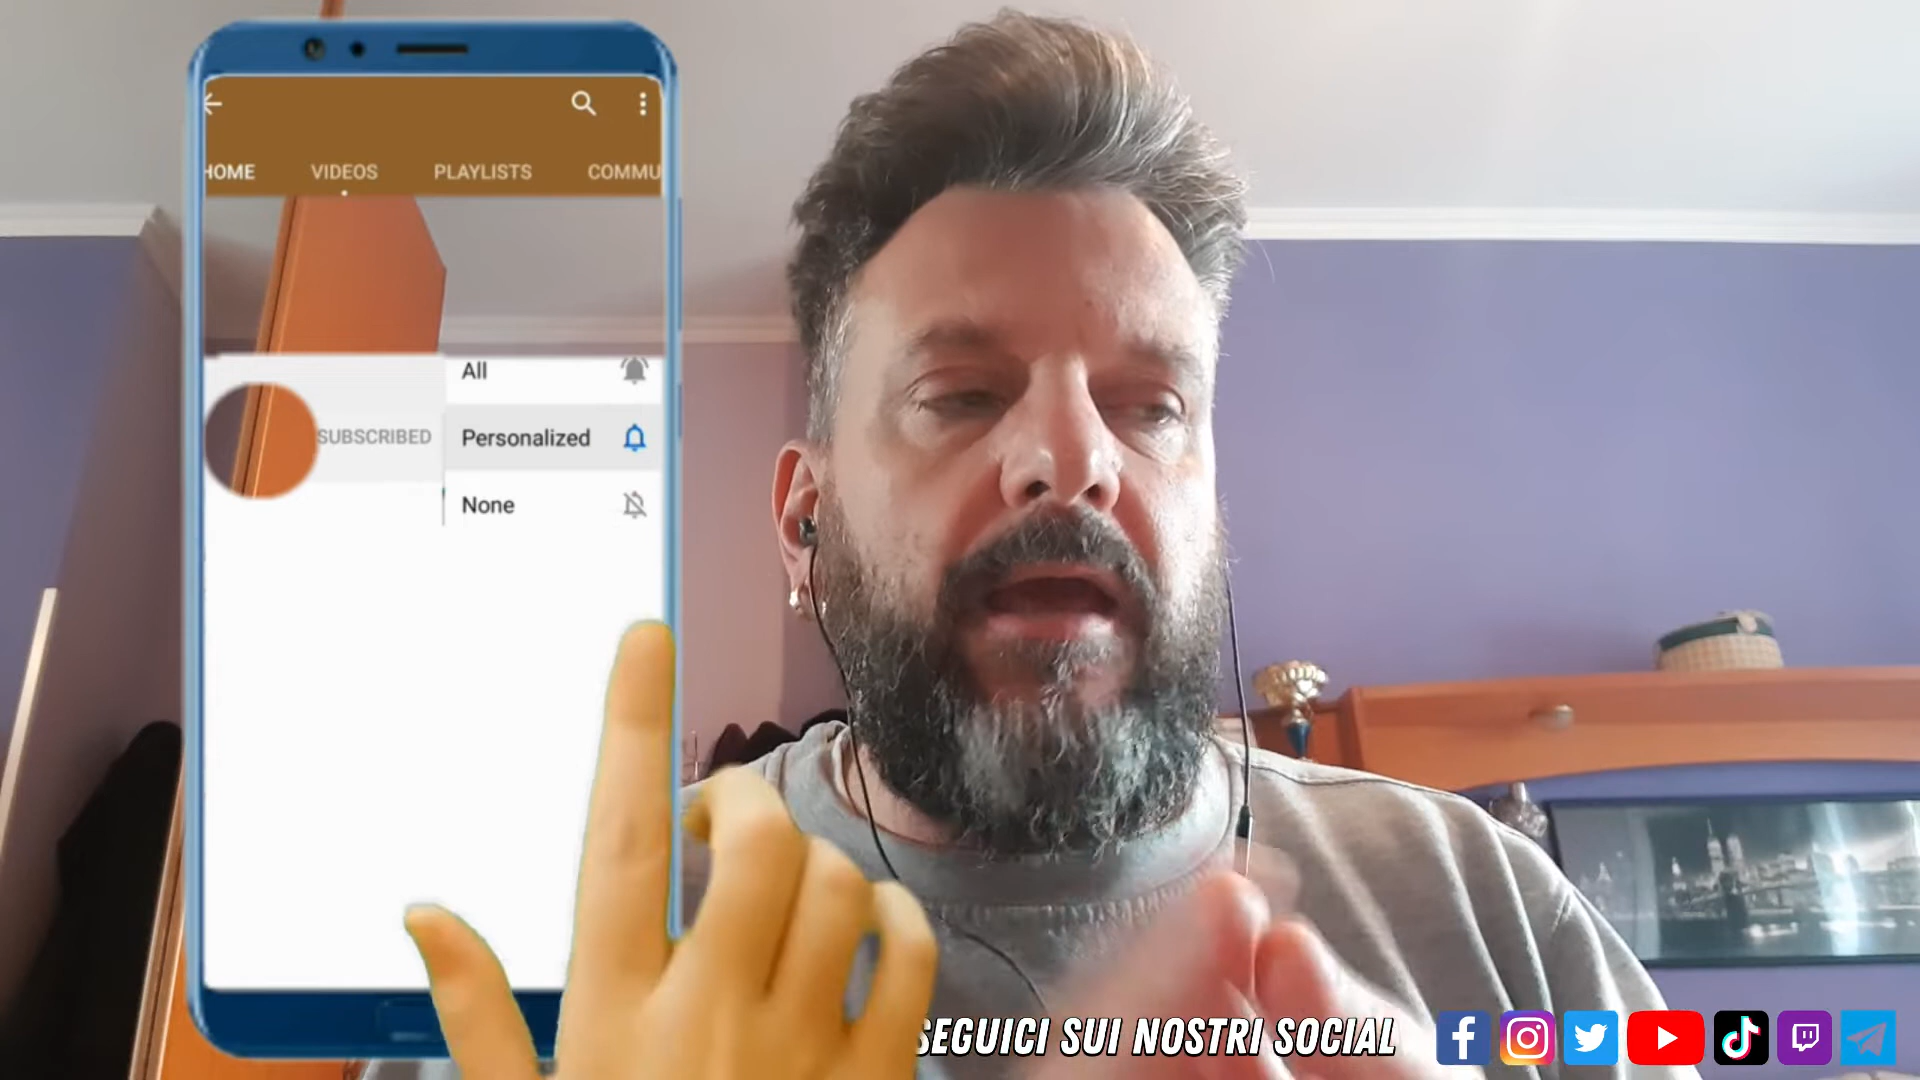 HOME VIDEOS PLAYLISTS COMMU
All
SUBSCRIBED Personalized
None
SEGUICI SUI NOSTRI SOCIAL